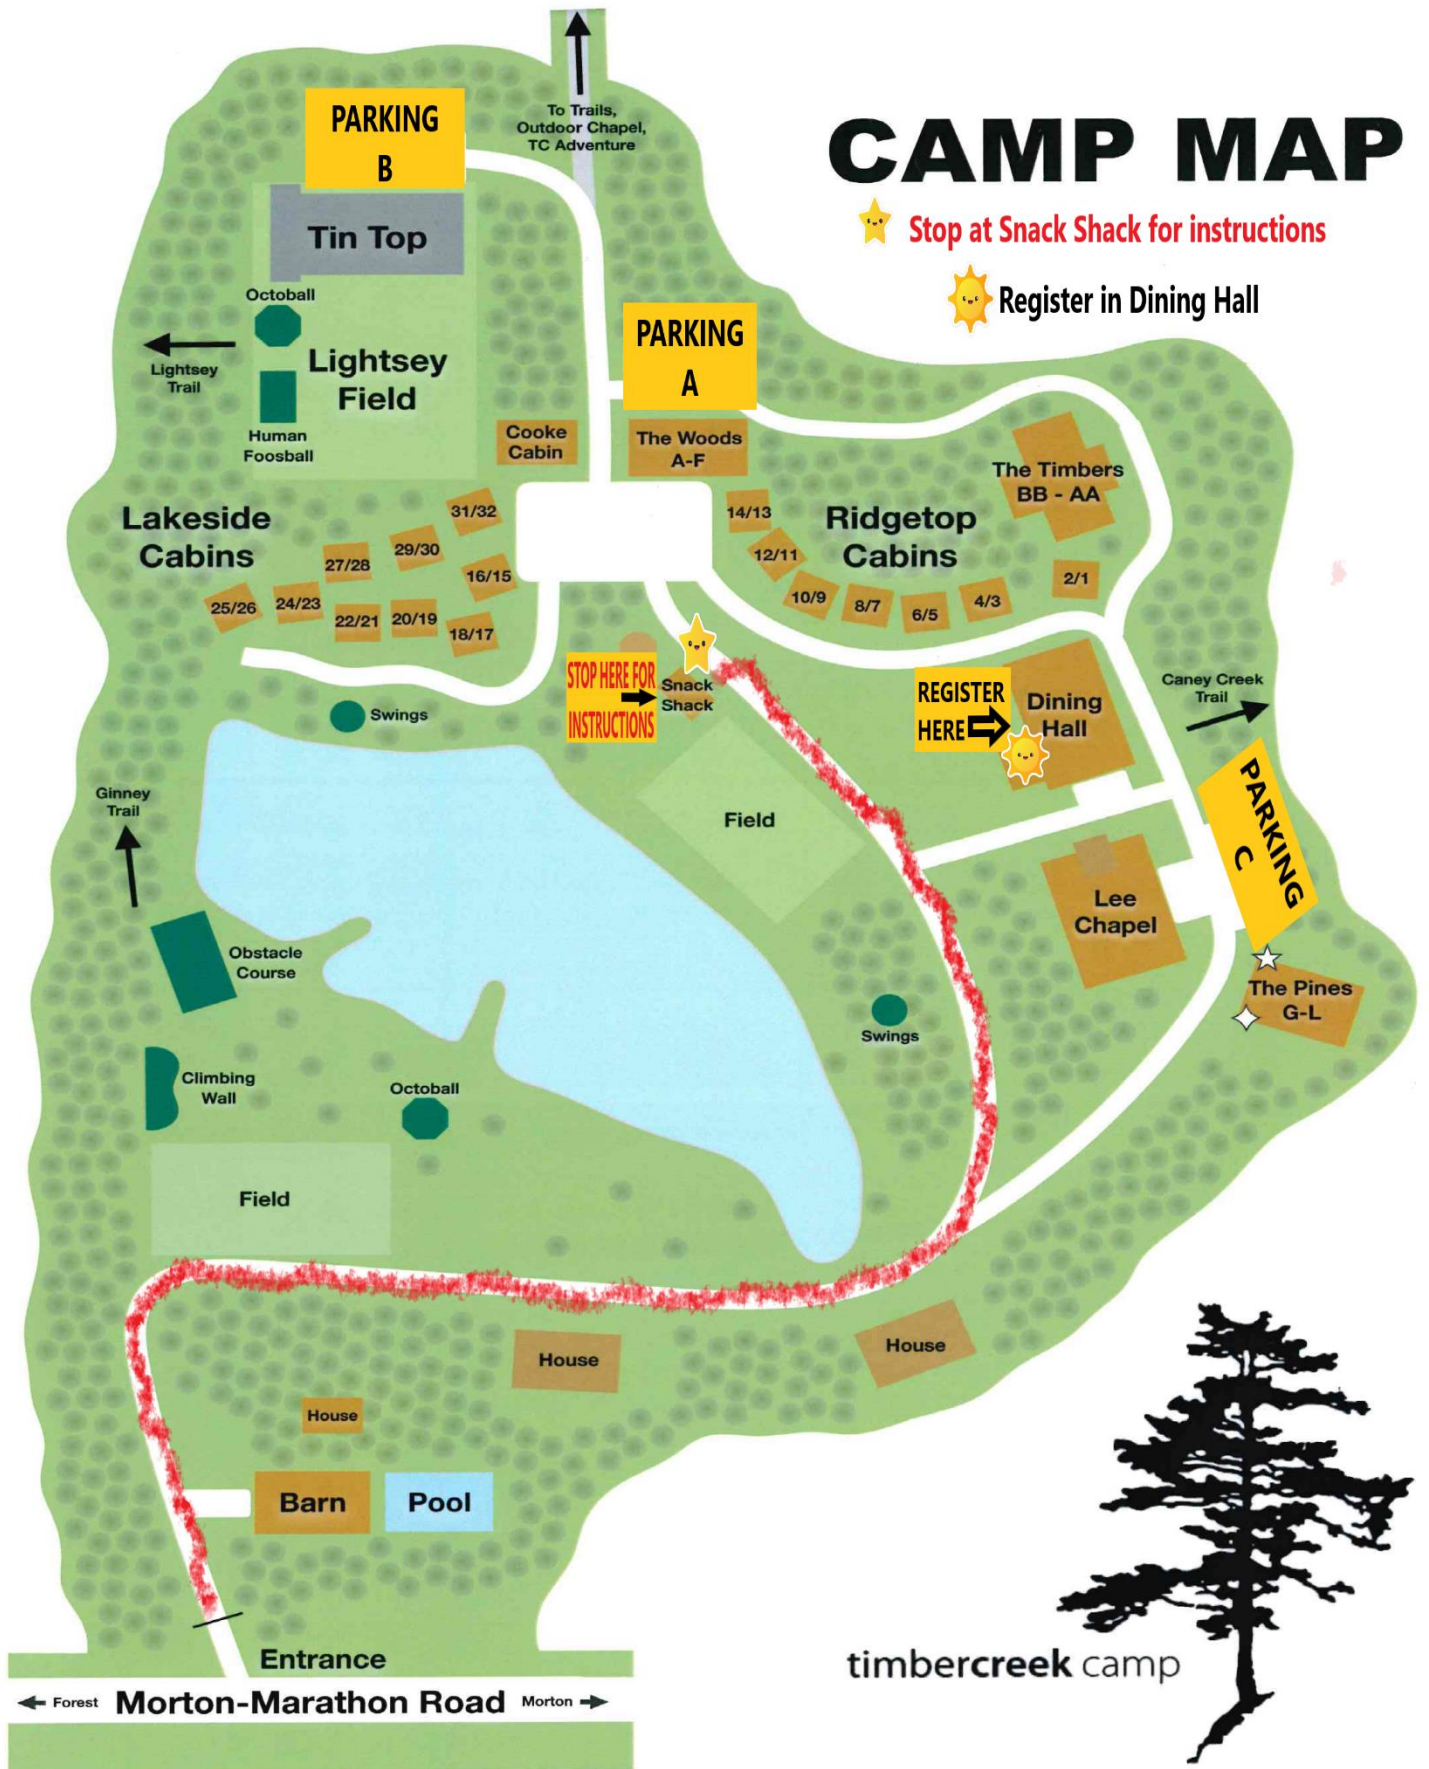 CAMP MAP
Stop at Snack Shack for instructions
Register in Dining Hall
To Trails,
Outdoor Chapel,
TC Adventure
PARKING
B
Tin Top
Octoball
Lightsey
Trail
Lightsey
Field
Human
Foosball
PARKING
A
Cooke
Cabin
The Woods
A-F
The Timbers
BB - AA
Lakeside
Cabins
31/32
29/30
27/28
16/15
25/26
24/23
22/21
20/19
18/17
14/13
12/11
10/9
8/7
6/5
4/3
2/1
Ridgetop
Cabins
STOP HERE FOR
INSTRUCTIONS
Snack
Shack
REGISTER
HERE
Dining
Hall
Caney Creek
Trail
Swings
PARKING
C
Ginney
Trail
Field
Lee
Chapel
Obstacle
Course
The Pines
G-L
Swings
Climbing
Wall
Octoball
Field
House
House
House
Barn
Pool
Entrance
Forest
Morton-Marathon Road
Morton
timbercreek camp